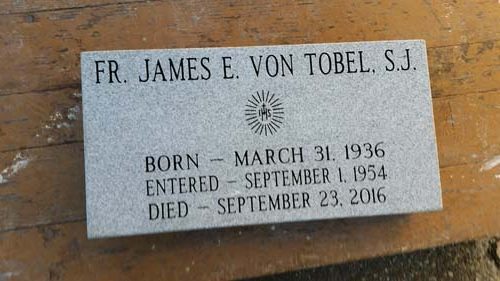 FR. JAMES E. VON TOBEL, S.J.
IHS
BORN – MARCH 31, 1936
ENTERED – SEPTEMBER 1, 1954
DIED – SEPTEMBER 23, 2016